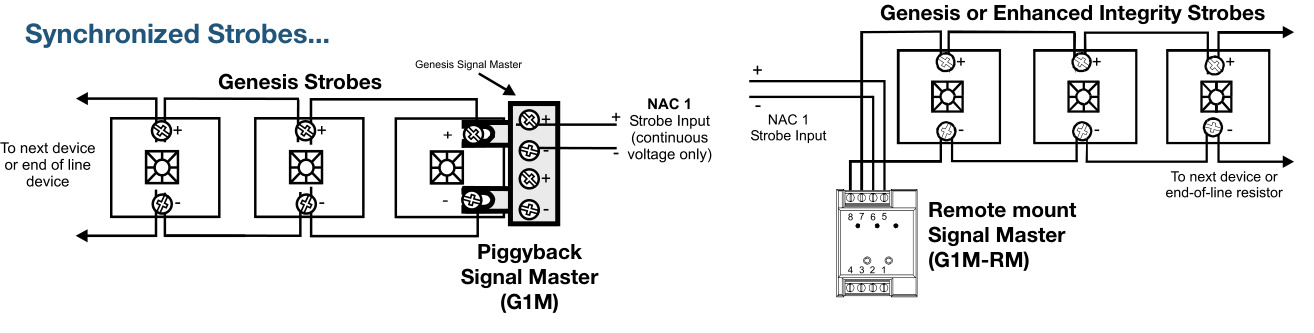 Synchronized Strobes...
Genesis Strobes
Genesis Signal Master
+
+
+
-
-
-
+
-
+
-
NAC 1
+ Strobe Input
(continuous
- voltage only)
To next device
or end of line
device
Piggyback
Signal Master
(G1M)
Genesis or Enhanced Integrity Strobes
+
-
NAC 1
Strobe Input
+
+
+
-
-
-
To next device or
end-of-line resistor
8 7 6 5
4 3 2 1
Remote mount
Signal Master
(G1M-RM)